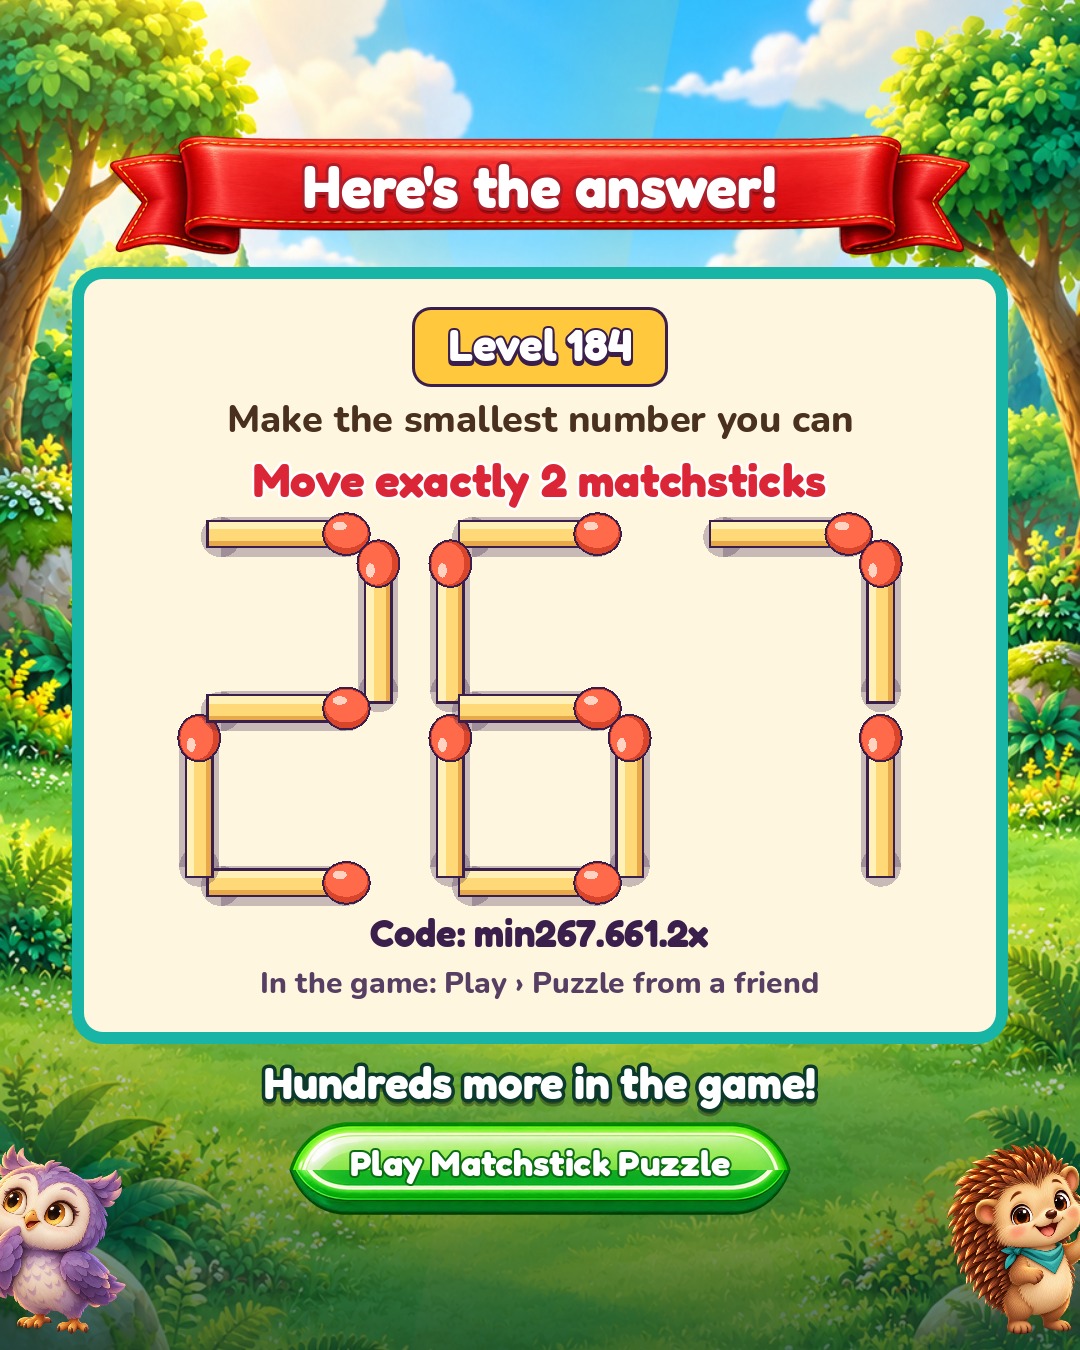 Here's the answer!
Level 184
Make the smallest number you can
Move exactly 2 matchsticks
267
Code: min267.661.2x
In the game: Play › Puzzle from a friend
Hundreds more in the game!
Play Matchstick Puzzle